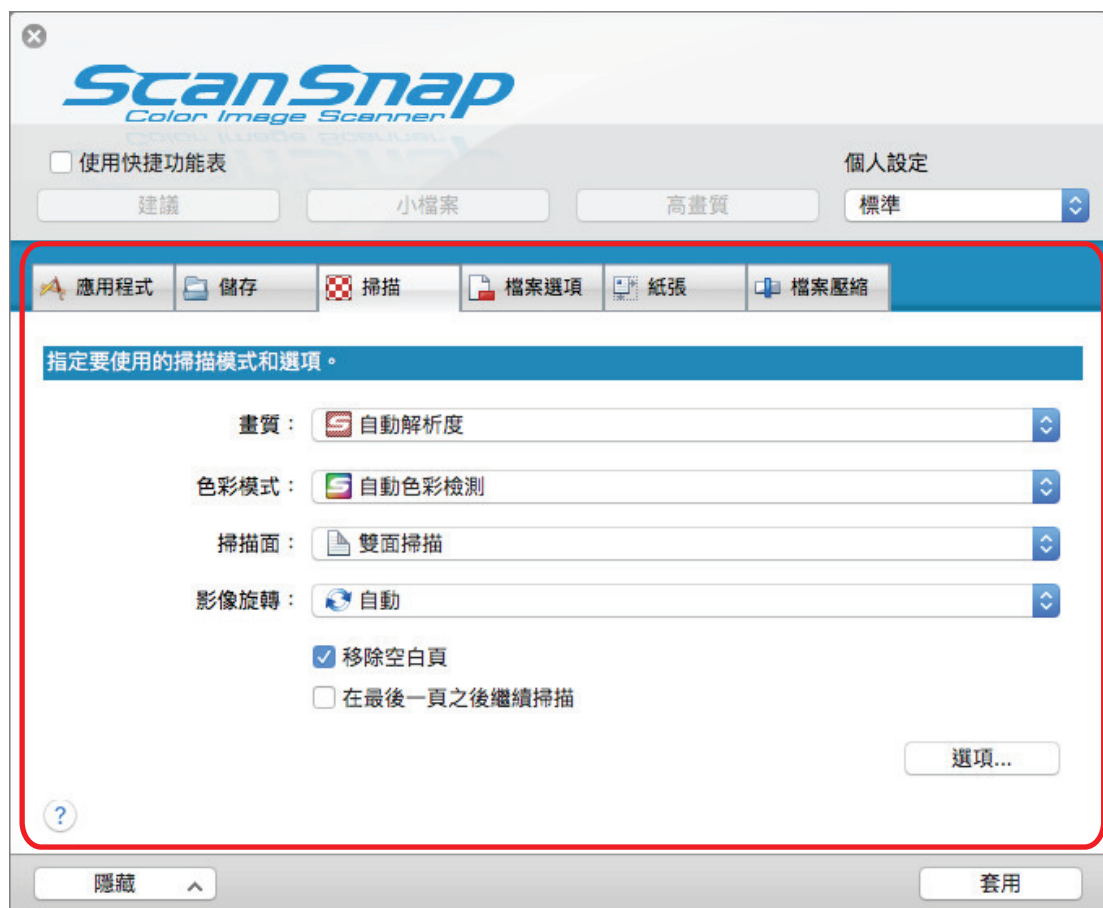 ScanSnap
Color Image Scanner
使用快捷功能表
個人設定
建議 小檔案 高畫質 標準
應用程式 儲存 掃描 檔案選項 紙張 檔案壓縮
指定要使用的掃描模式和選項。
畫質： 自動解析度
色彩模式： 自動色彩檢測
掃描面： 雙面掃描
影像旋轉： 自動
移除空白頁
在最後一頁之後繼續掃描
選項...
?
隱藏 套用